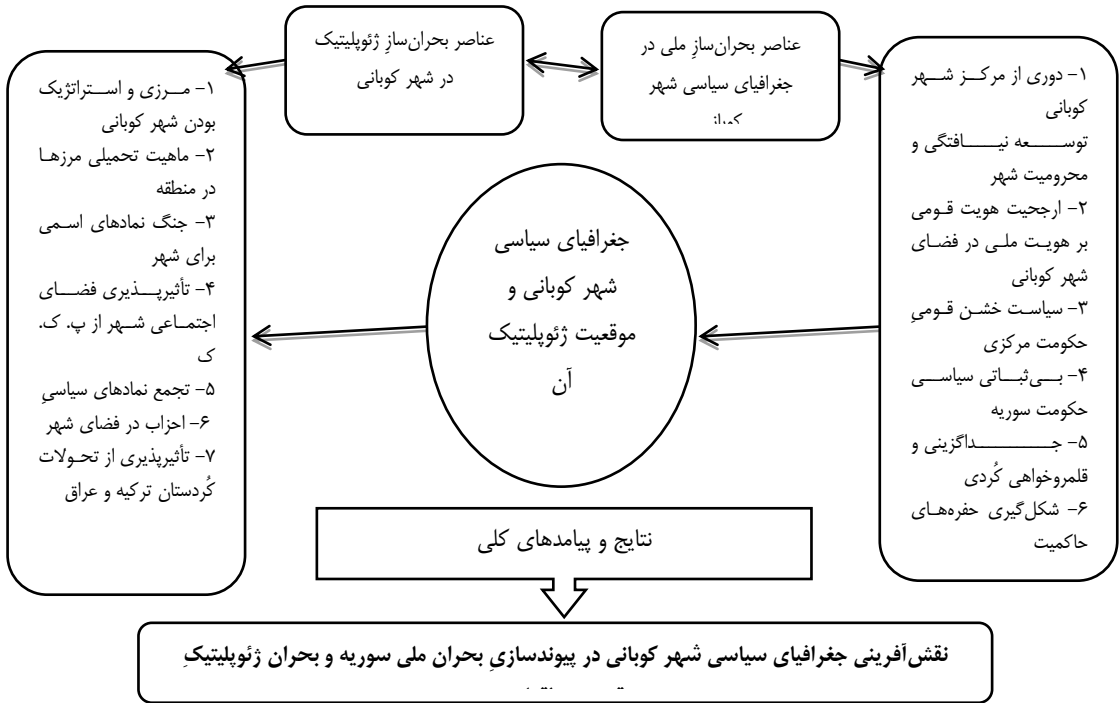 عناصر بحران‌سازِ ملی در
جغرافیای سیاسی شهر
عناصر بحران‌سازِ ژئوپلیتیک
در شهر کوبانی
۱- دوری از مرکز شهر
کوبانی
توسعه نیافتگی و
محرومیت شهر
۲- ارجحیت هویت قومی
بر هویت ملی در فضای
شهر کوبانی
۳- سیاست خشن قومیِ
حکومت مرکزی
۴- بی‌ثباتی سیاسی
حکومت سوریه
۵- جداگزینی و
قلمروخواهی کُردی
۶- شکل‌گیری حفره‌های
حاکمیت
جغرافیای سیاسی
شهر کوبانی و
موقعیت ژئوپلیتیک
آن
۱- مرزی و استراتژیک
بودن شهر کوبانی
۲- ماهیت تحمیلی مرزها
در منطقه
۳- جنگ نمادهای اسمی
برای شهر
۴- تأثیرپذیری فضای
اجتماعی شهر از پ. ک.
ک
۵- تجمع نمادهای سیاسیِ
۶- احزاب در فضای شهر
۷- تأثیرپذیری از تحولات
کُردستان ترکیه و عراق
نتایج و پیامدهای کلی
نقش‌آفرینی جغرافیای سیاسی شهر کوبانی در پیوندسازیِ بحران ملی سوریه و بحران ژئوپلیتیکِ